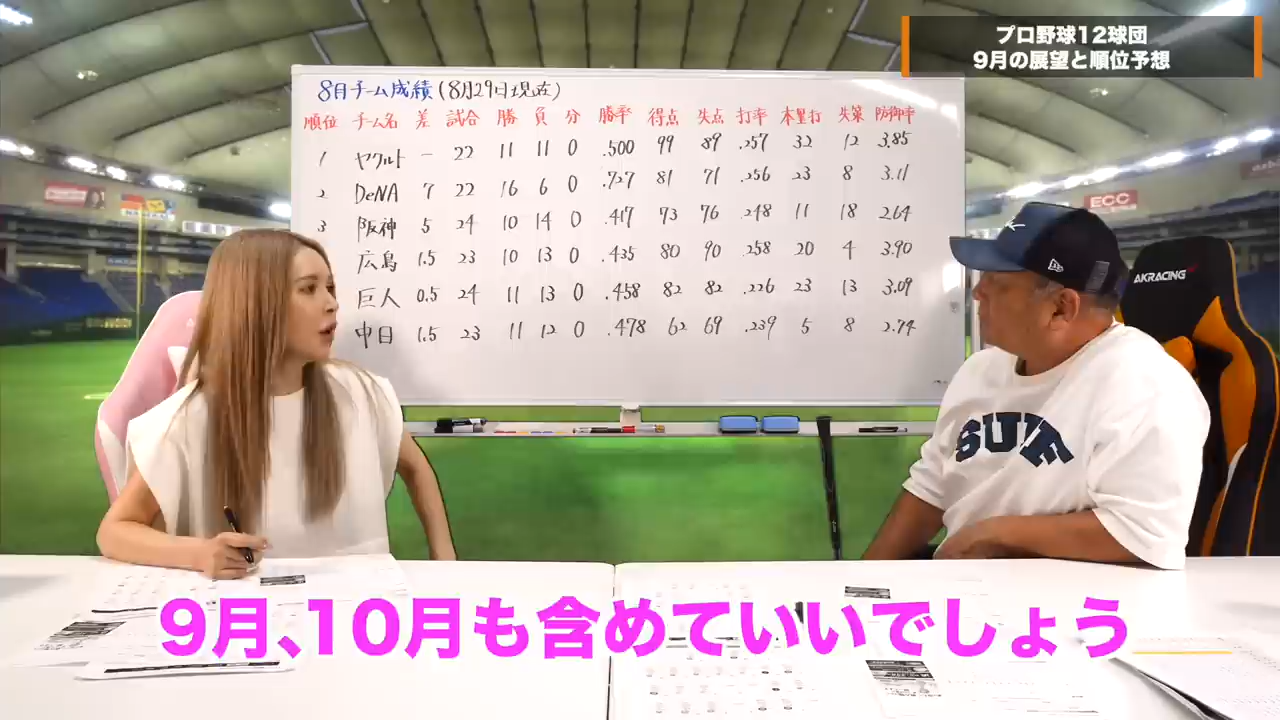 プロ野球12球団
9月の展望と順位予想
8月チーム成績(8月29日現在)
順位 チーム名 差 試合 勝 負 分 勝率 得点 失点 打率 本塁打 失策 防御率
1 ヤクルト - 22 11 11 0 .500 99 89 .257 32 12 3.85
2 DeNA 7 22 16 6 0 .727 81 71 .256 23 8 3.11
3 阪神 5 24 10 14 0 .417 73 76 .248 11 18 2.64
広島 1.5 23 10 13 0 .435 80 90 .258 20 4 3.90
巨人 0.5 24 11 13 0 .458 82 82 .226 23 13 3.09
中日 1.5 23 11 12 0 .478 62 69 .239 5 8 2.74
ECC
AKRACING
9月、10月も含めていいでしょう